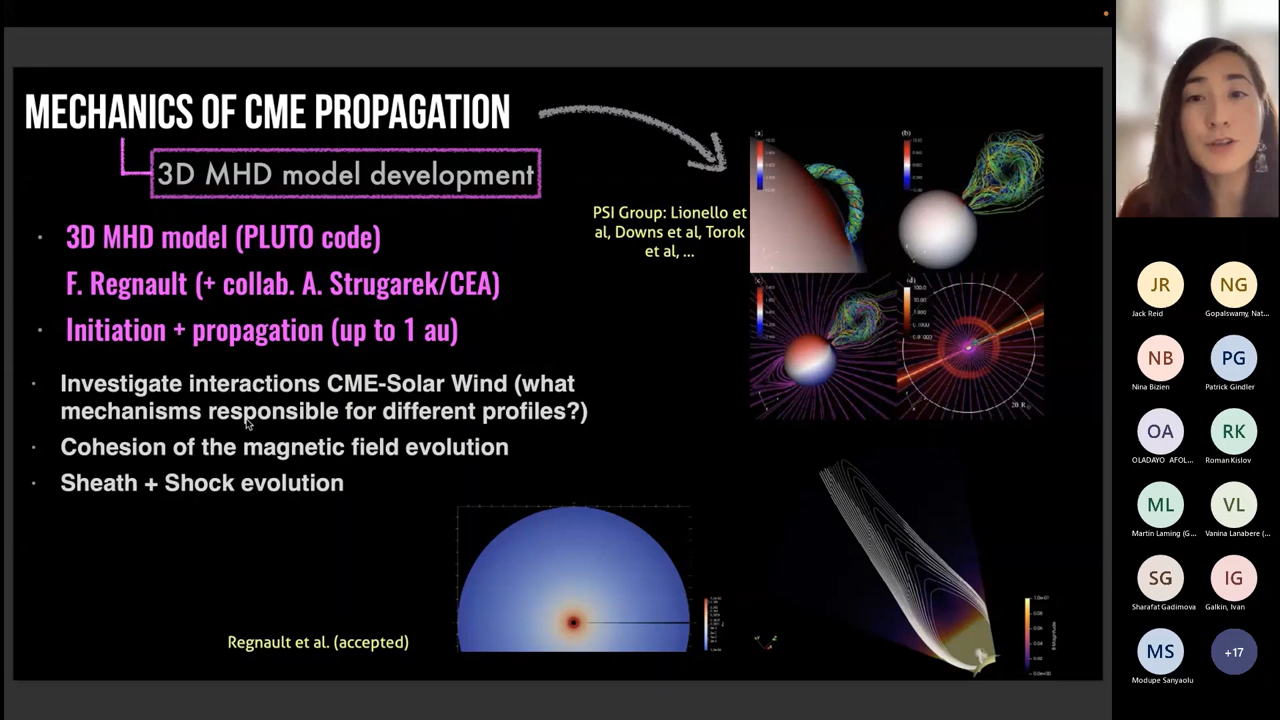 MECHANICS OF CME PROPAGATION
3D MHD model development
· 3D MHD model (PLUTO code)
F. Regnault (+ collab. A. Strugarek/CEA)
· Initiation + propagation (up to 1 au)
· Investigate interactions CME-Solar Wind (what
mechanisms responsible for different profiles?)
· Cohesion of the magnetic field evolution
· Sheath + Shock evolution
PSI Group: Lionello et
al, Downs et al, Torok
et al, ...
(a)
(b)
(c)
(d)
20 R
Regnault et al. (accepted)
B Magnitude
JR
Jack Reid
NG
Gopalswamy, Nat...
NB
Nina Bizien
PG
Patrick Gindler
OA
OLADAYO AFOL...
RK
Roman Kislov
ML
Martin Laming (G...
VL
Vanina Lanabere (...
SG
Sharafat Gadimova
IG
Galkin, Ivan
MS
Modupe Sanyaolu
+17